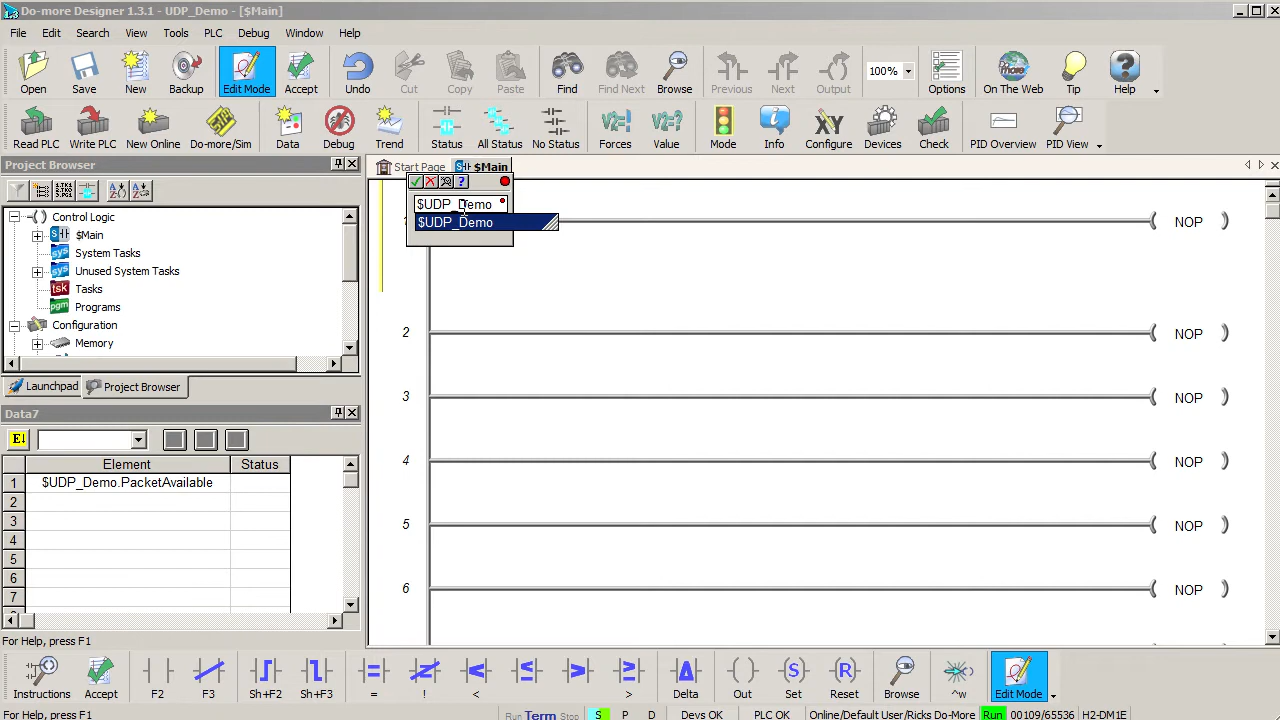 Do-more Designer 1.3.1 - UDP_Demo - [$Main]
File Edit Search View Tools PLC Debug Window Help
Open Save New Backup Edit Mode Accept Undo Cut Copy Paste Find Find Next Browse Previous Next Output 100% Options On The Web Tip Help
Read PLC Write PLC New Online Do-more/Sim Data Debug Trend Status All Status No Status Forces Value Mode Info Configure Devices Check PID Overview PID View
Project Browser
Start Page $Main
$UDP_Demo
$UDP_Demo
Control Logic
$Main
System Tasks
Unused System Tasks
Tasks
Programs
Configuration
Memory
Launchpad Project Browser
Data7
Element Status
1 $UDP_Demo.PacketAvailable
2
3
4
5
6
7
NOP
2 NOP
3 NOP
4 NOP
5 NOP
6 NOP
For Help, press F1
Instructions Accept F2 F3 Sh+F2 Sh+F3 = ! < ≤ > ≥ > Delta Out Set Reset Browse ^w Edit Mode
For Help, press F1 Run Term Stop S P D Devs OK PLC OK Online/Default User/Ricks Do-More Run 00109/65536 H2-DM1E